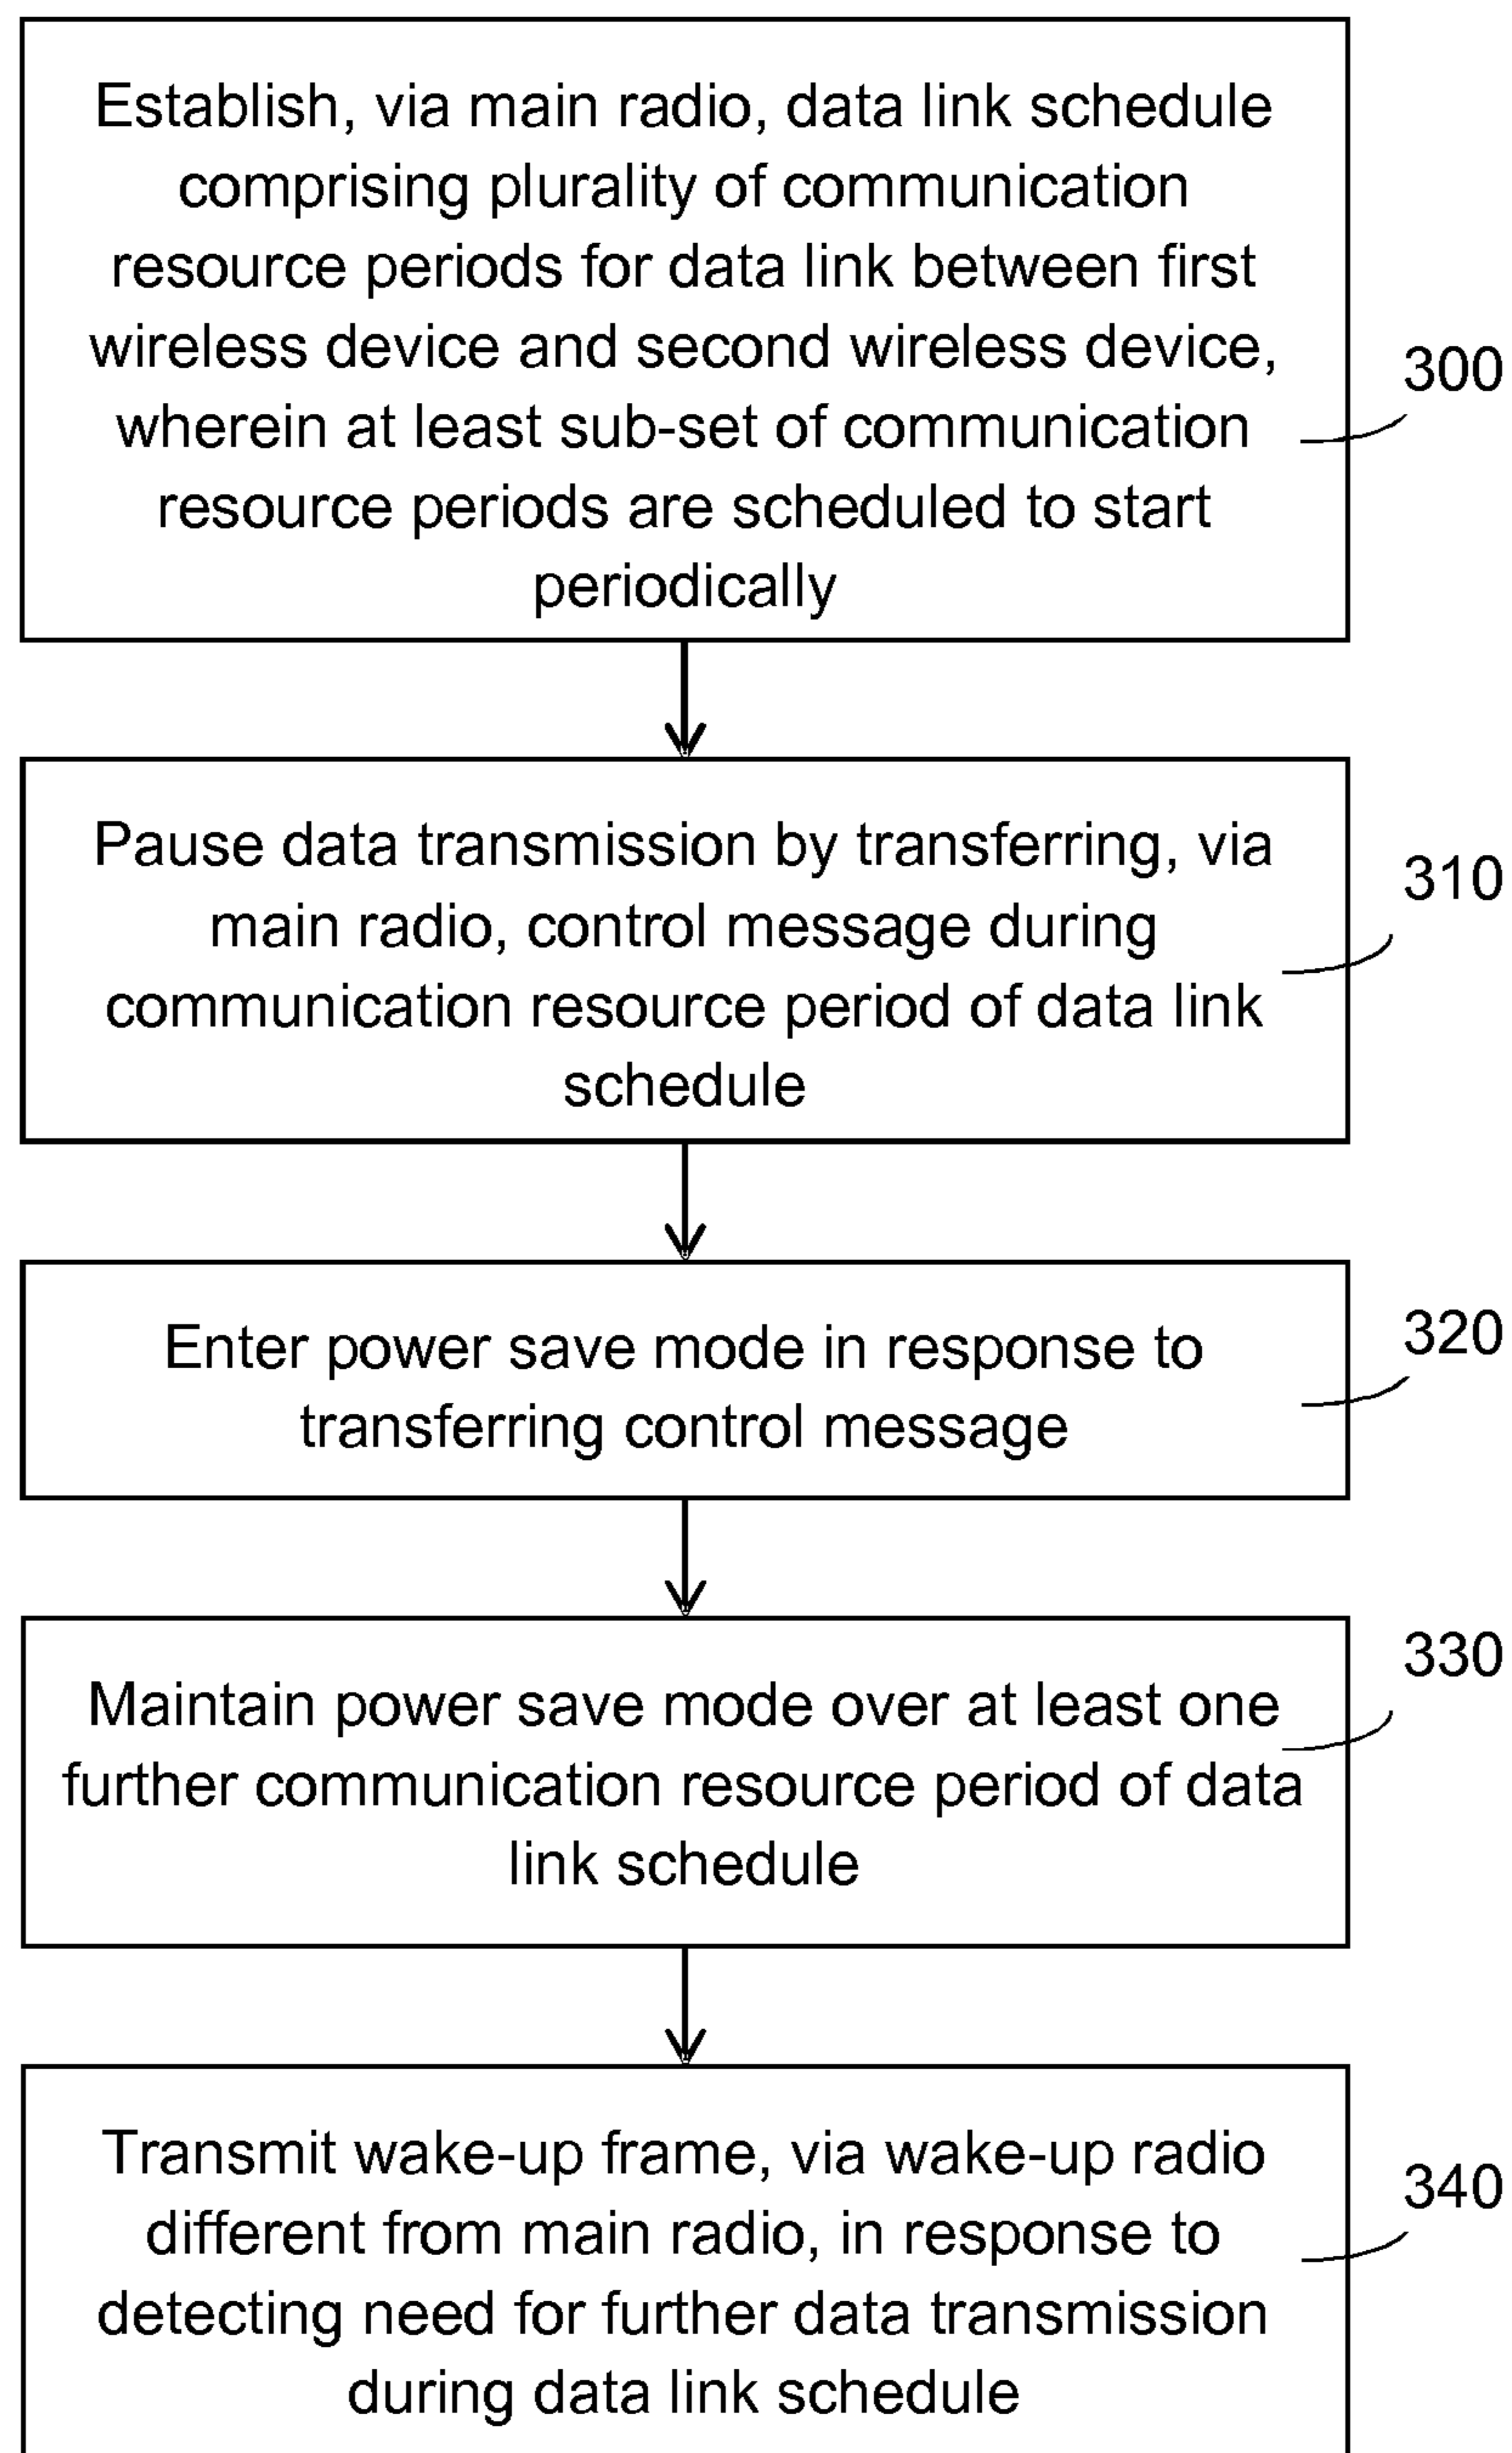 Establish, via main radio, data link schedule
comprising plurality of communication
resource periods for data link between first
wireless device and second wireless device,
wherein at least sub-set of communication
resource periods are scheduled to start
periodically
300
Pause data transmission by transferring, via
main radio, control message during
communication resource period of data link
schedule
310
Enter power save mode in response to
transferring control message
320
Maintain power save mode over at least one
further communication resource period of data
link schedule
330
Transmit wake-up frame, via wake-up radio
different from main radio, in response to
detecting need for further data transmission
during data link schedule
340